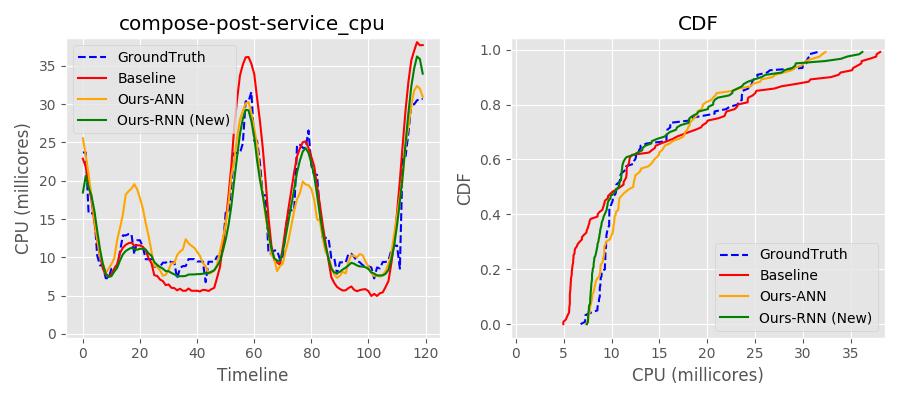 compose-post-service_cpu
GroundTruth
Baseline
Ours-ANN
Ours-RNN (New)
CPU (millicores)
35
30
25
20
15
10
5
0
0 20 40 60 80 100 120
Timeline
CDF
CDF
1.0
0.8
0.6
0.4
0.2
0.0
GroundTruth
Baseline
Ours-ANN
Ours-RNN (New)
0 5 10 15 20 25 30 35
CPU (millicores)